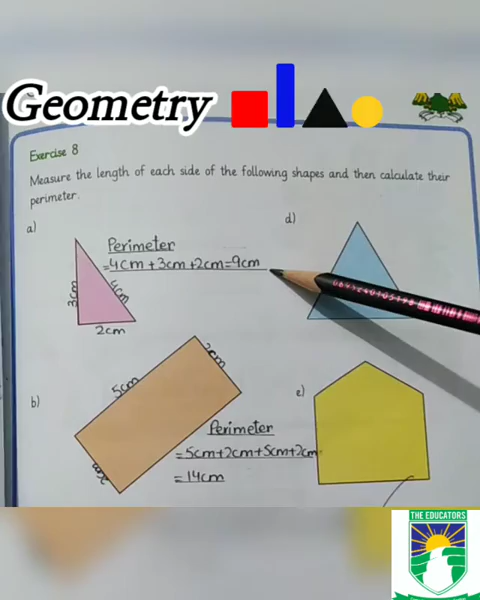 Geometry
Exercise 8
Measure the length of each side of the following shapes and then calculate their
perimeter.
a)
Perimeter
=4cm+3cm+2cm=9cm
3cm
4cm
2cm
d)
b)
5cm
2cm
2cm
Perimeter
=5cm+2cm+5cm+2cm
=14cm
e)
THE EDUCATORS